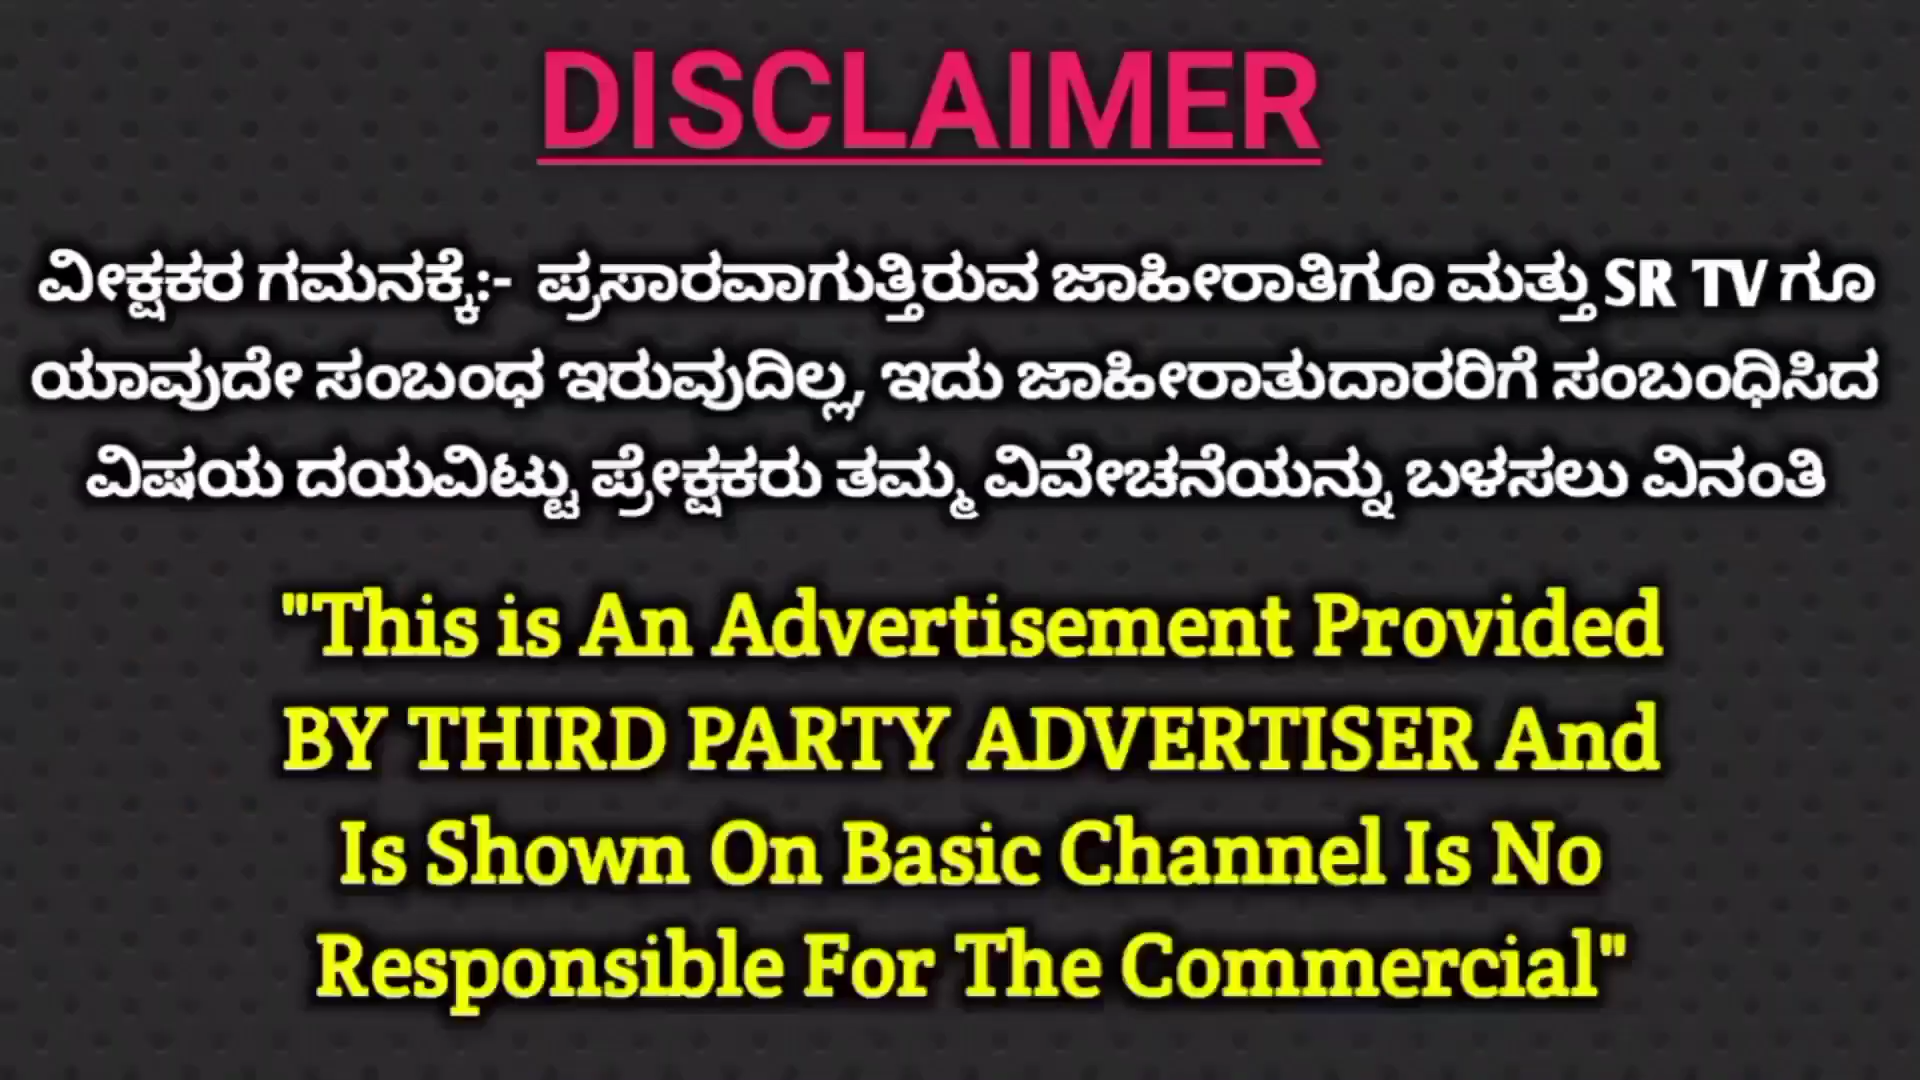 DISCLAIMER
ವೀಕ್ಷಕರ ಗಮನಕ್ಕೆ:- ಪ್ರಸಾರವಾಗುತ್ತಿರುವ ಜಾಹೀರಾತಿಗೂ ಮತ್ತು SR TV ಗೂ
ಯಾವುದೇ ಸಂಬಂಧ ಇರುವುದಿಲ್ಲ, ಇದು ಜಾಹೀರಾತುದಾರರಿಗೆ ಸಂಬಂಧಿಸಿದ
ವಿಷಯ ದಯವಿಟ್ಟು ಪ್ರೇಕ್ಷಕರು ತಮ್ಮ ವಿವೇಚನೆಯನ್ನು ಬಳಸಲು ವಿನಂತಿ
"This is An Advertisement Provided
BY THIRD PARTY ADVERTISER And
Is Shown On Basic Channel Is No
Responsible For The Commercial"